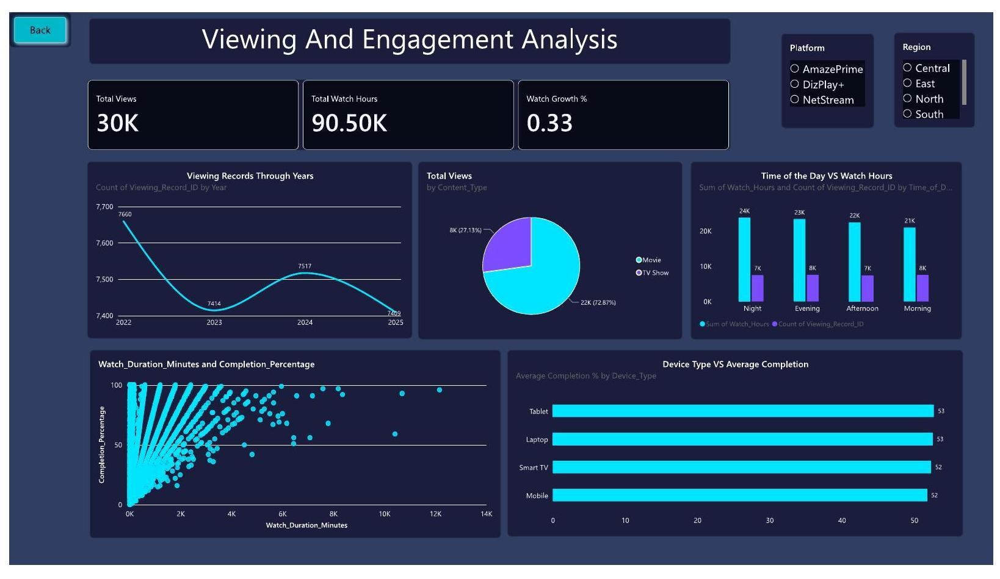 Back
Viewing And Engagement Analysis
Platform
AmazePrime
DizPlay+
NetStream
Region
Central
East
North
South
Total Views
30K
Total Watch Hours
90.50K
Watch Growth %
0.33
Viewing Records Through Years
Count of Viewing_Record_ID by Year
7,700
7,600
7,500
7,400
7660
7414
7517
7409
2022 2023 2024 2025
Total Views
by Content_Type
8K (27.13%)
22K (72.87%)
Movie
TV Show
Time of the Day VS Watch Hours
Sum of Watch_Hours and Count of Viewing_Record_ID by Time_of_D...
20K
10K
0K
24K 7K 23K 8K 22K 7K 21K 8K
Night Evening Afternoon Morning
Sum of Watch_Hours Count of Viewing_Record_ID
Watch_Duration_Minutes and Completion_Percentage
Completion_Percentage
100
50
0
0K 2K 4K 6K 8K 10K 12K 14K
Watch_Duration_Minutes
Device Type VS Average Completion
Average Completion % by Device_Type
Tablet 53
Laptop 53
Smart TV 52
Mobile 52
0 10 20 30 40 50